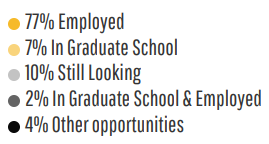 77% Employed
7% In Graduate School
10% Still Looking
2% In Graduate School & Employed
4% Other opportunities